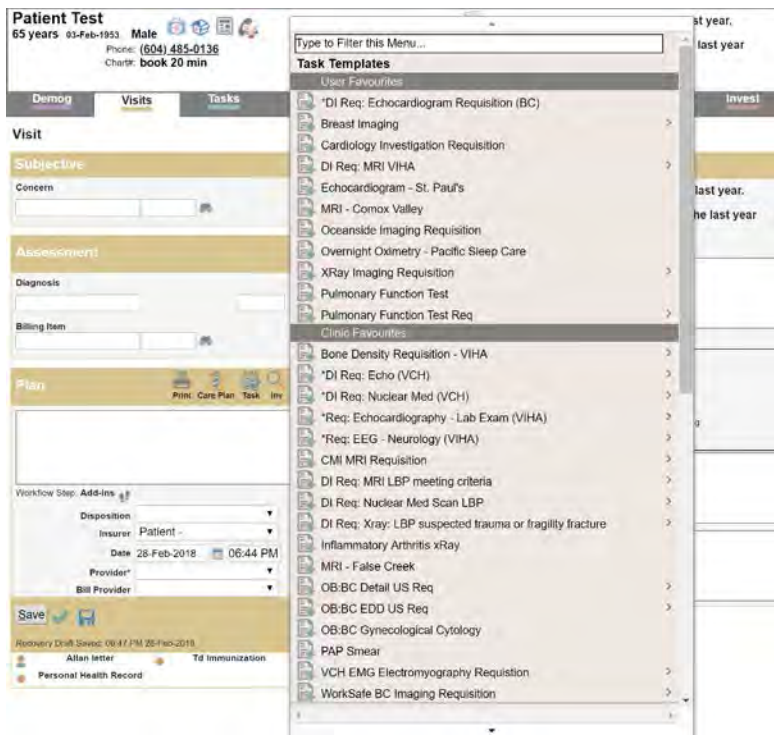 Patient Test
65 years 03-Feb-1953 Male
Phone: (604) 485-0136
Chart#: book 20 min
Demog
Visits
Tasks
Visit
Subjective
Concern
Assessment
Diagnosis
Billing Item
Plan
Print Care Plan Task Inv
Workflow Step: Add-ins
Disposition
Insurer Patient -
Date 28-Feb-2018 06:44 PM
Provider*
Bill Provider
Save
Recovery Draft Saved: 06:47 PM 28-Feb-2018
Allan letter Td Immunization
Personal Health Record
Type to Filter this Menu...
Task Templates
User Favourites
*DI Req: Echocardiogram Requisition (BC)
Breast Imaging
Cardiology Investigation Requisition
DI Req: MRI VIHA
Echocardiogram - St. Paul's
MRI - Comox Valley
Oceanside Imaging Requisition
Overnight Oximetry - Pacific Sleep Care
XRay Imaging Requisition
Pulmonary Function Test
Pulmonary Function Test Req
Clinic Favourites
Bone Density Requisition - VIHA
*DI Req: Echo (VCH)
*DI Req: Nuclear Med (VCH)
*Req: Echocardiography - Lab Exam (VIHA)
*Req: EEG - Neurology (VIHA)
CMI MRI Requisition
DI Req: MRI LBP meeting criteria
DI Req: Nuclear Med Scan LBP
DI Req: Xray: LBP suspected trauma or fragility fracture
Inflammatory Arthritis xRay
MRI - False Creek
OB:BC Detail US Req
OB:BC EDD US Req
OB:BC Gynecological Cytology
PAP Smear
VCH EMG Electromyography Requistion
WorkSafe BC Imaging Requisition
st year.
last year
Invest
last year.
he last year